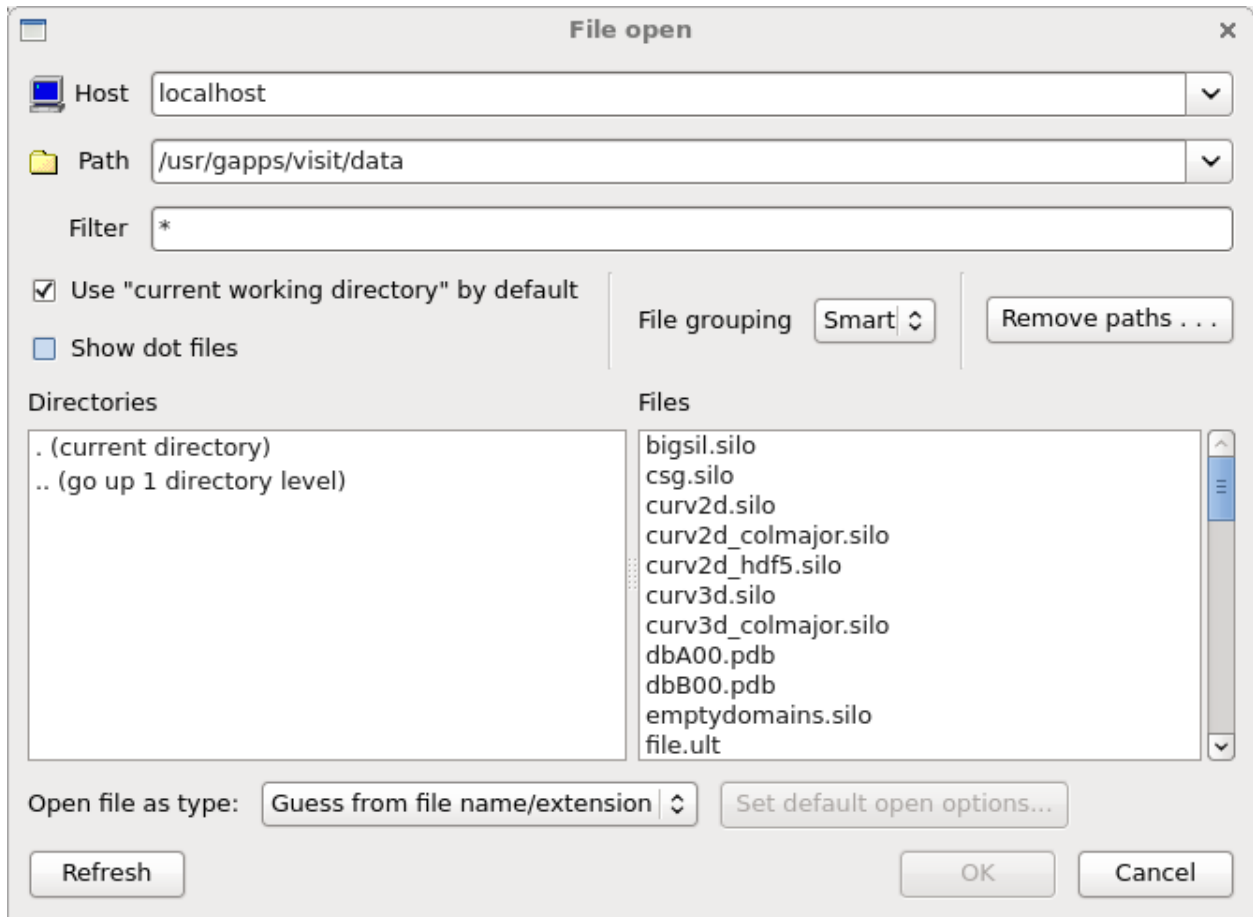 File open
Host localhost
Path /usr/gapps/visit/data
Filter *
Use "current working directory" by default
Show dot files
File grouping Smart
Remove paths . . .
Directories
. (current directory)
.. (go up 1 directory level)
Files
bigsil.silo
csg.silo
curv2d.silo
curv2d_colmajor.silo
curv2d_hdf5.silo
curv3d.silo
curv3d_colmajor.silo
dbA00.pdb
dbB00.pdb
emptydomains.silo
file.ult
Open file as type: Guess from file name/extension Set default open options...
Refresh OK Cancel